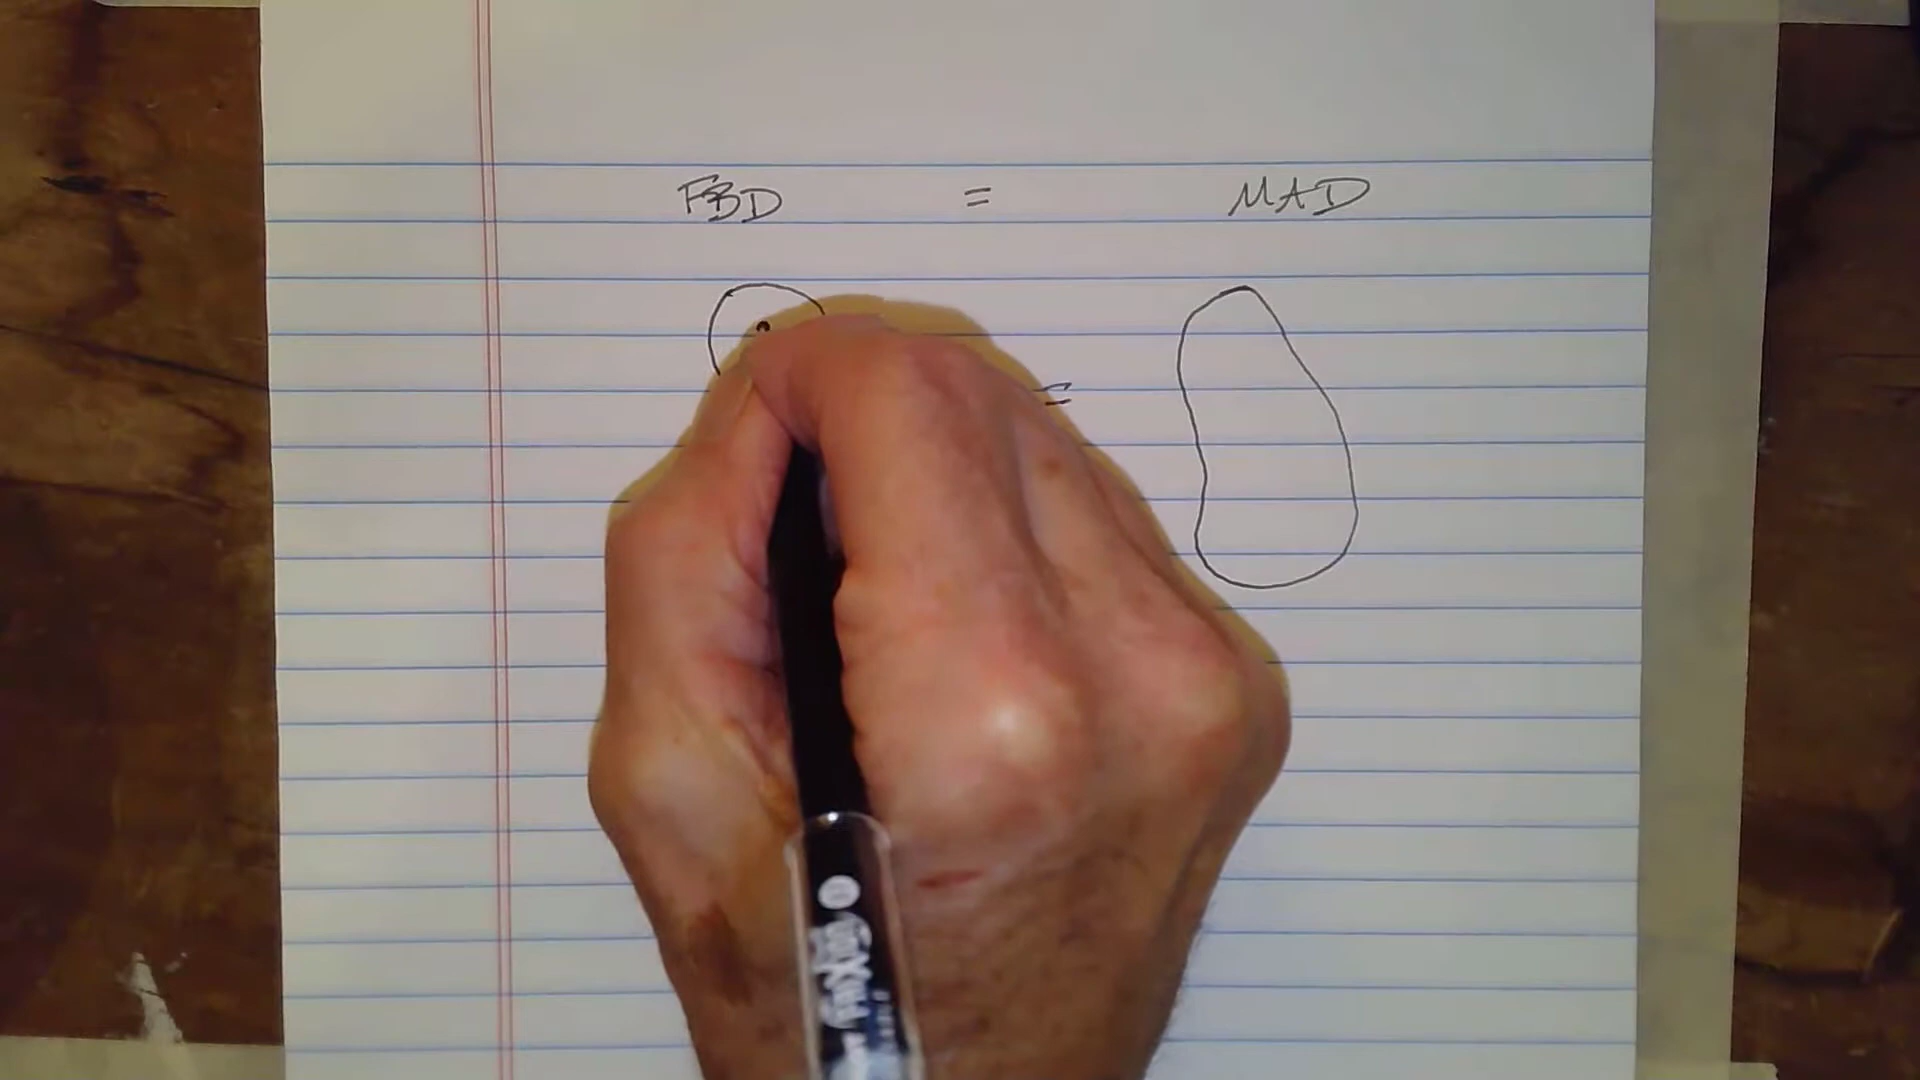 FBD = MAD
=